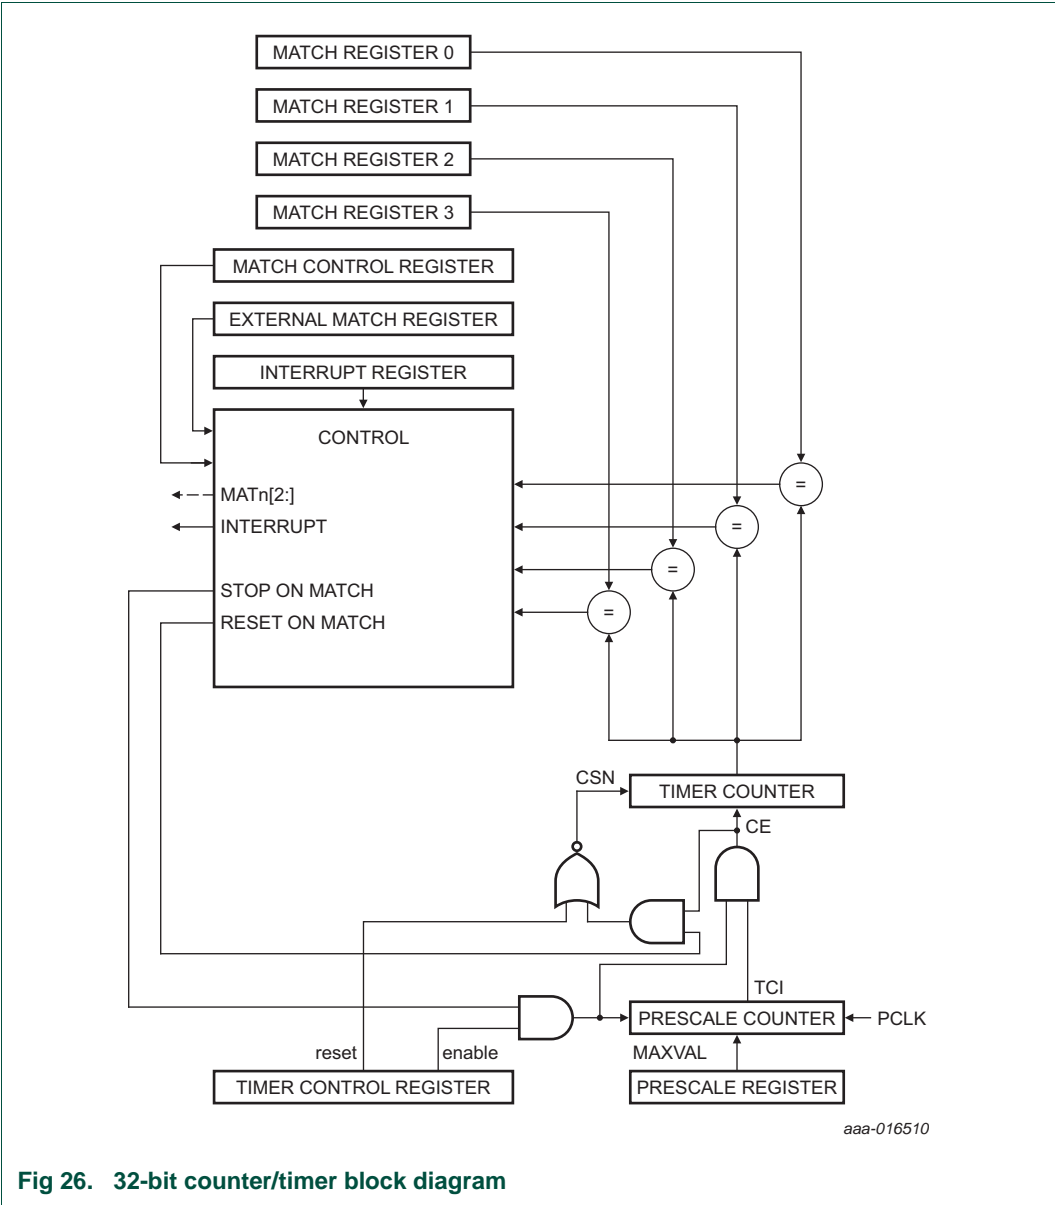 MATCH REGISTER 0
MATCH REGISTER 1
MATCH REGISTER 2
MATCH REGISTER 3
MATCH CONTROL REGISTER
EXTERNAL MATCH REGISTER
INTERRUPT REGISTER
CONTROL
=
MATn[2:]
INTERRUPT
=
=
STOP ON MATCH
=
RESET ON MATCH
CSN
TIMER COUNTER
CE
TCI
PRESCALE COUNTER
PCLK
reset
enable
MAXVAL
TIMER CONTROL REGISTER
PRESCALE REGISTER
aaa-016510
Fig 26. 32-bit counter/timer block diagram